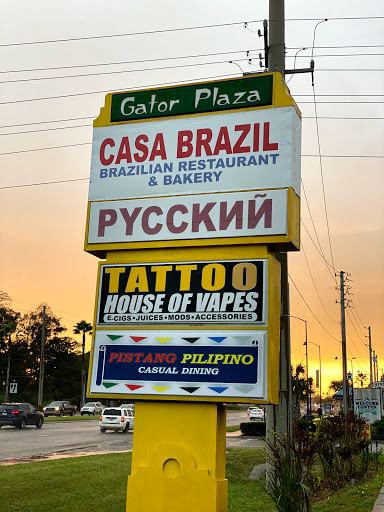 Gator Plaza
CASA BRAZIL
BRAZILIAN RESTAURANT
& BAKERY
РУССКИЙ
TATTOO
HOUSE OF VAPES
E-CIGS • JUICES • MODS • ACCESSORIES
PISTANG PILIPINO
CASUAL DINING